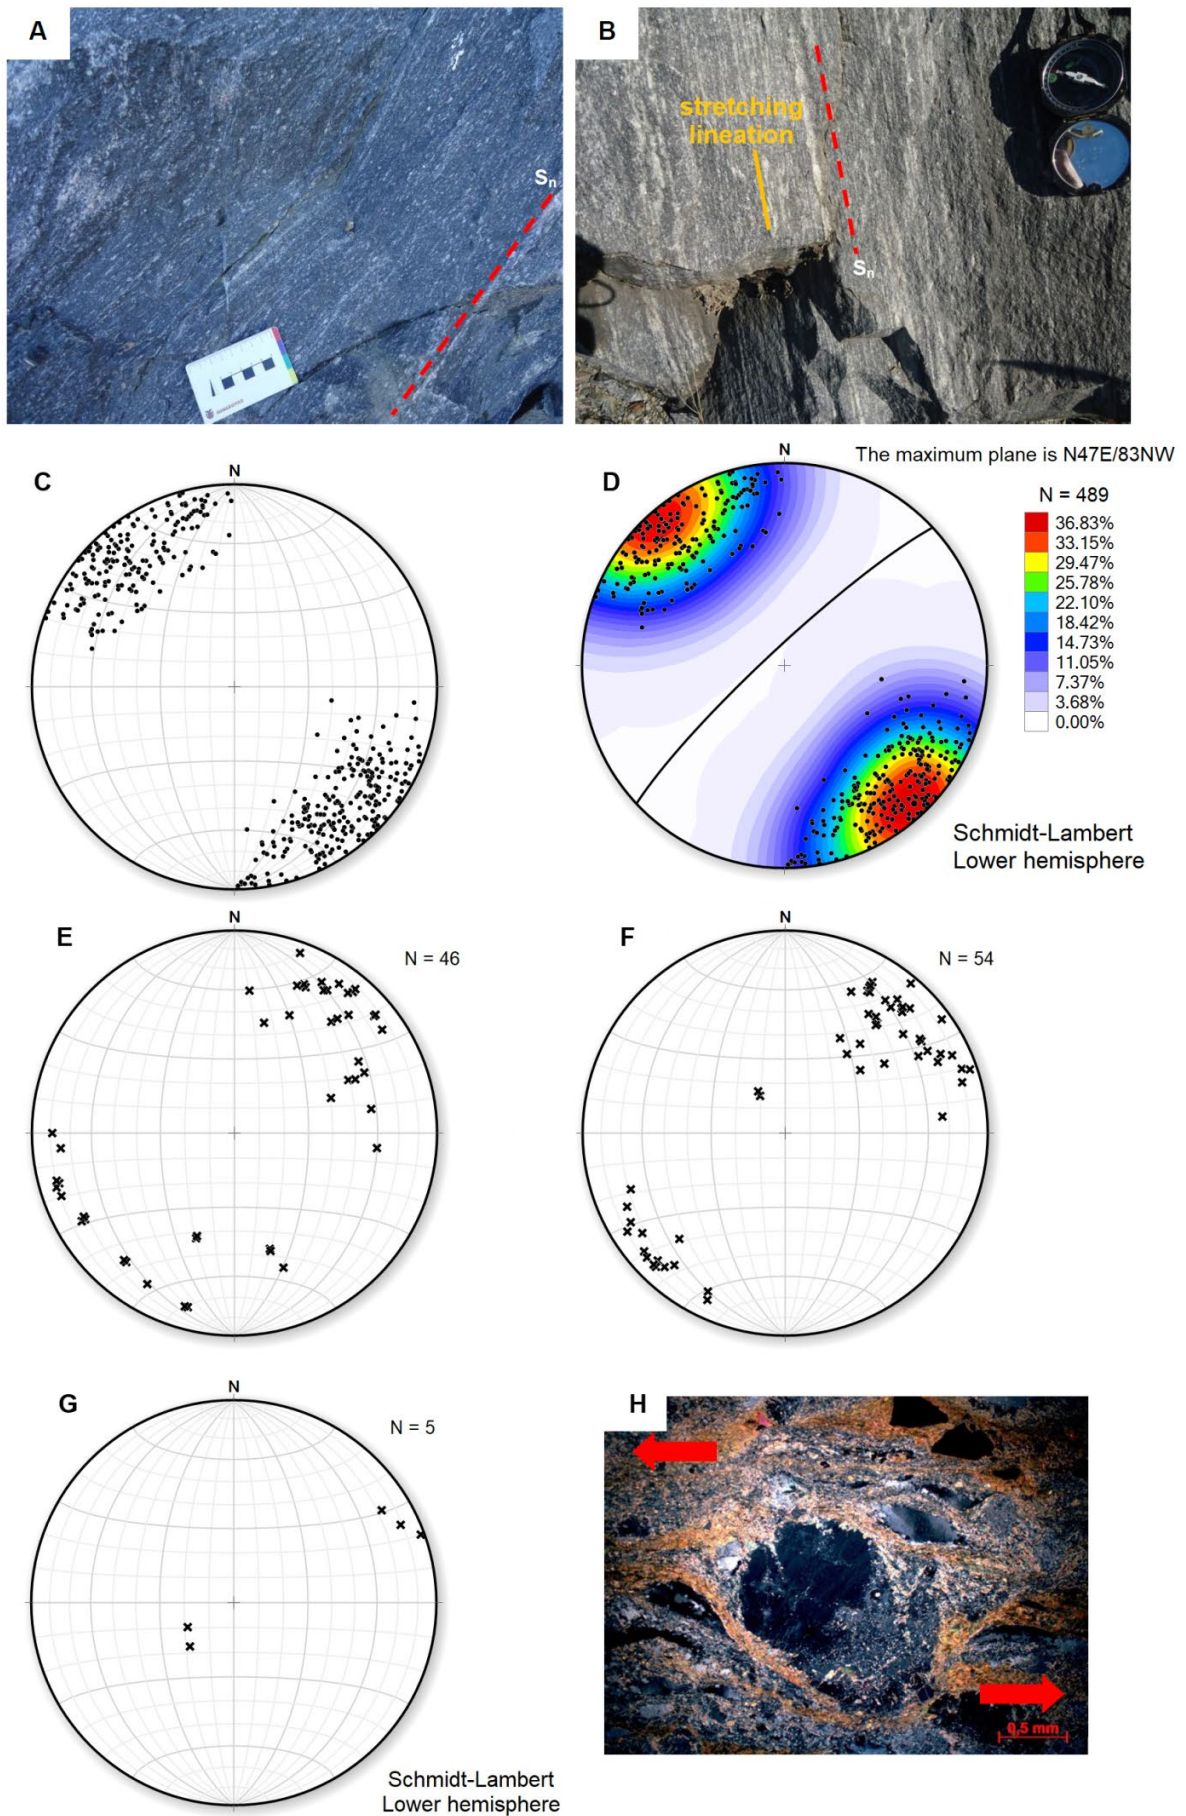 A
Sₙ
B
stretching
lineation
Sₙ
C
N
D
N
The maximum plane is N47E/83NW
N = 489
36.83%
33.15%
29.47%
25.78%
22.10%
18.42%
14.73%
11.05%
7.37%
3.68%
0.00%
Schmidt-Lambert
Lower hemisphere
E
N
N = 46
F
N
N = 54
G
N
N = 5
Schmidt-Lambert
Lower hemisphere
H
0,5 mm